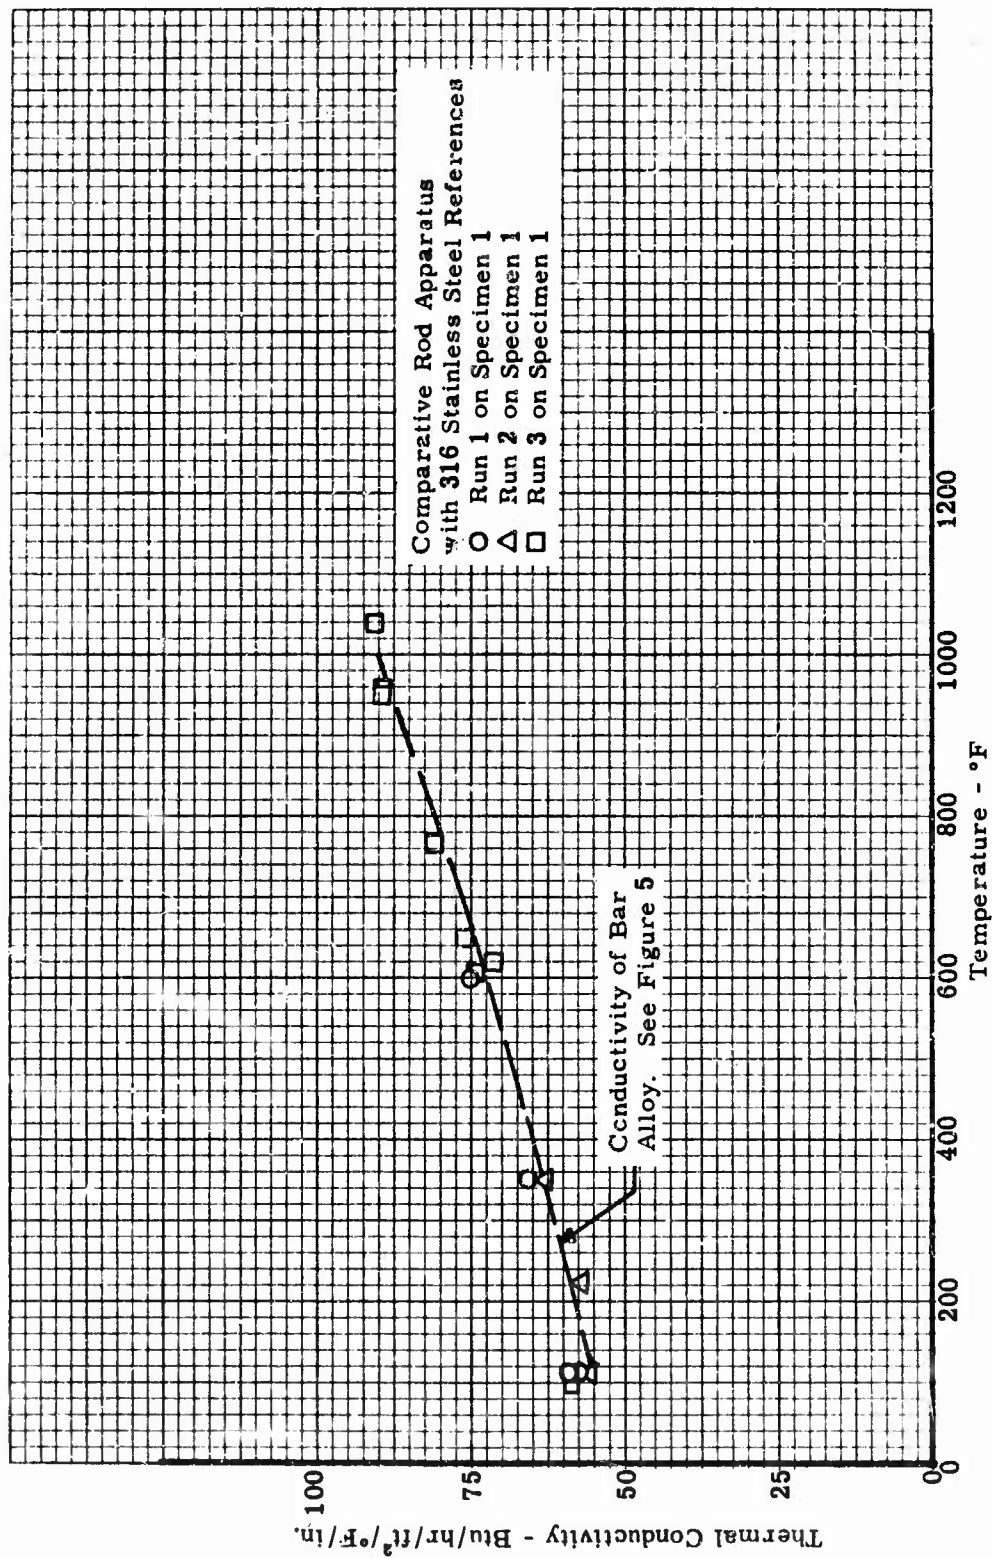 Comparative Rod Apparatus
with 316 Stainless Steel References
O Run 1 on Specimen 1
△ Run 2 on Specimen 1
□ Run 3 on Specimen 1
Ccnductivity of Bar
Alloy. See Figure 5
Thermal Conductivity - Btu/hr/ft²/°F/in.
100
75
50
25
0
0
200
400
600
800
1000
1200
Temperature - °F